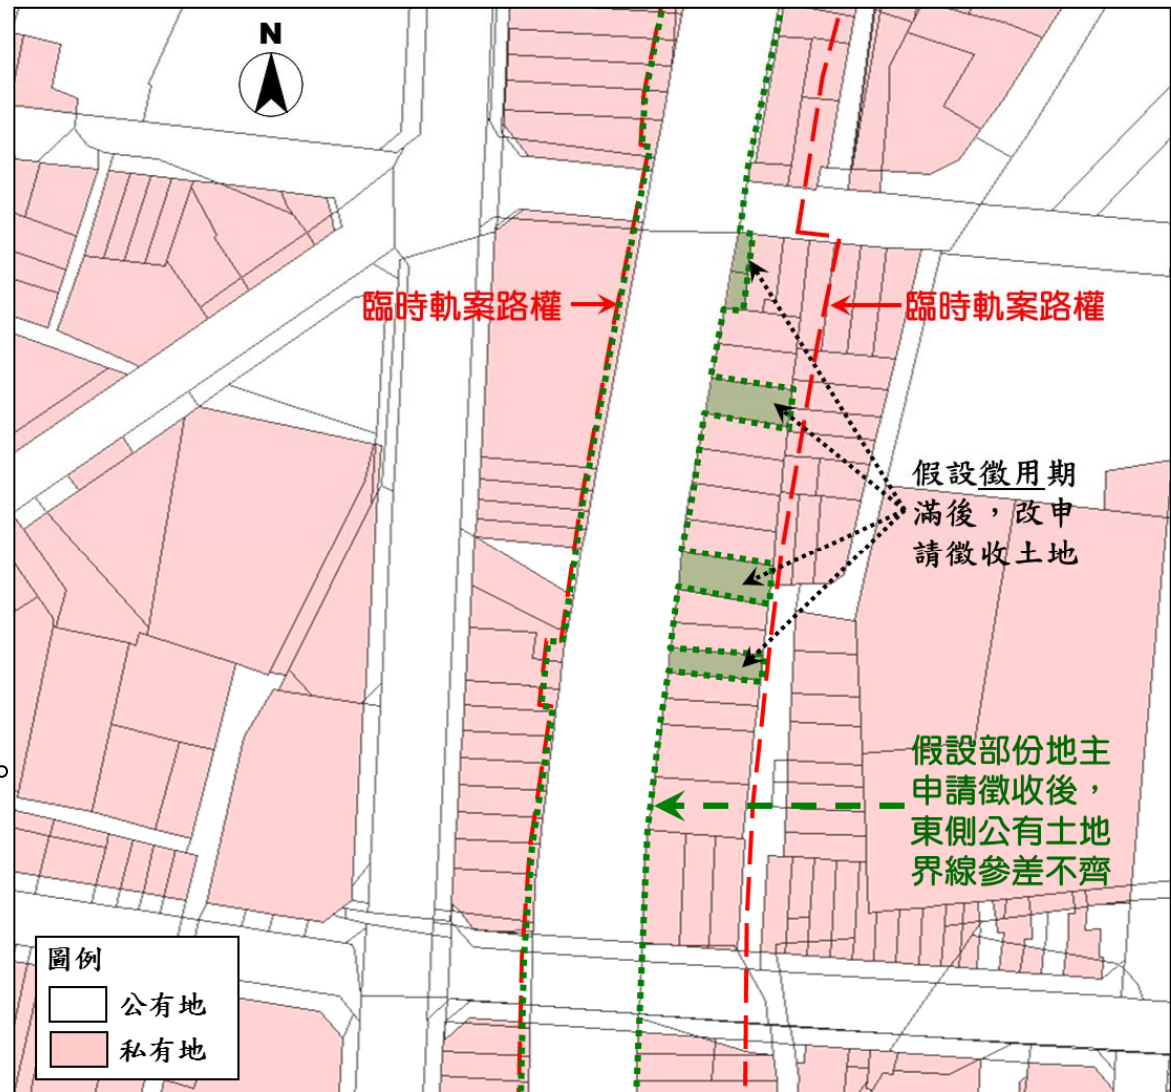 N
臨時軌案路權
臨時軌案路權
假設徵用期
滿後，改申
請徵收土地
假設部份地主
申請徵收後，
東側公有土地
界線參差不齊
圖例
公有地
私有地
。